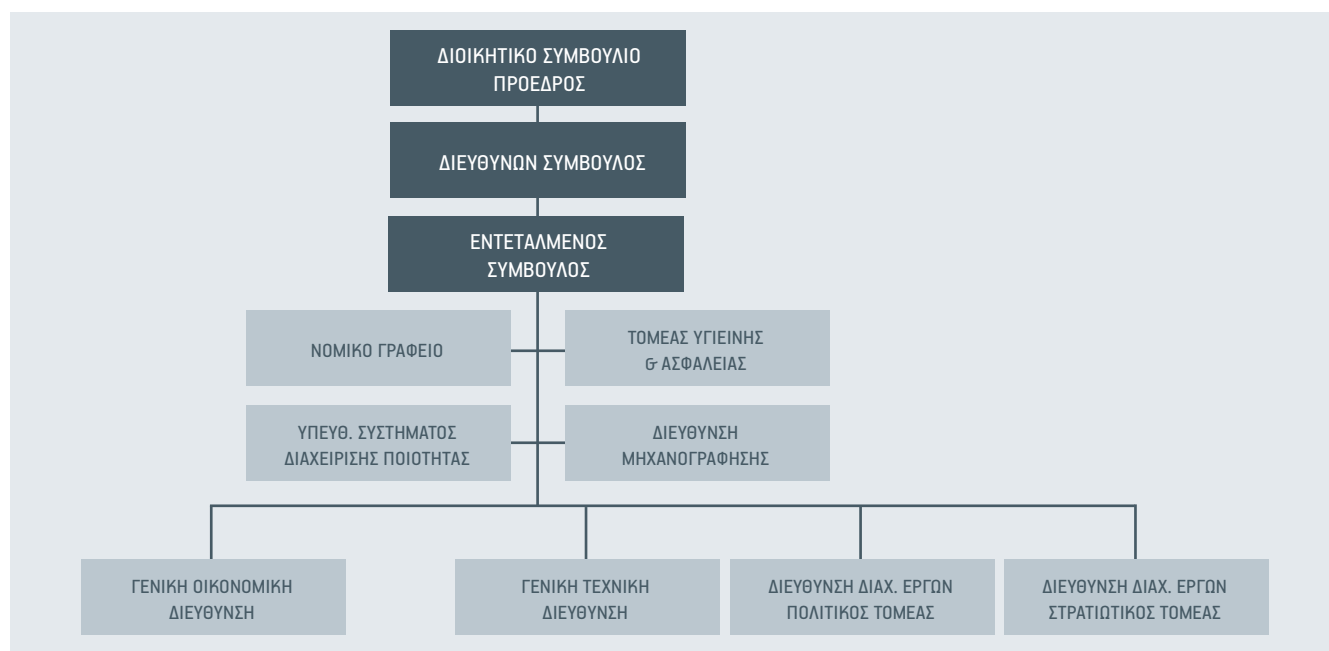 ΔΙΟΙΚΗΤΙΚΟ ΣΥΜΒΟΥΛΙΟ
ΠΡΟΕΔΡΟΣ
ΔΙΕΥΘΥΝΩΝ ΣΥΜΒΟΥΛΟΣ
ΕΝΤΕΤΑΛΜΕΝΟΣ
ΣΥΜΒΟΥΛΟΣ
ΝΟΜΙΚΟ ΓΡΑΦΕΙΟ
ΤΟΜΕΑΣ ΥΓΙΕΙΝΗΣ
& ΑΣΦΑΛΕΙΑΣ
ΥΠΕΥΘ. ΣΥΣΤΗΜΑΤΟΣ
ΔΙΑΧΕΙΡΙΣΗΣ ΠΟΙΟΤΗΤΑΣ
ΔΙΕΥΘΥΝΣΗ
ΜΗΧΑΝΟΓΡΑΦΗΣΗΣ
ΓΕΝΙΚΗ ΟΙΚΟΝΟΜΙΚΗ
ΔΙΕΥΘΥΝΣΗ
ΓΕΝΙΚΗ ΤΕΧΝΙΚΗ
ΔΙΕΥΘΥΝΣΗ
ΔΙΕΥΘΥΝΣΗ ΔΙΑΧ. ΕΡΓΩΝ
ΠΟΛΙΤΙΚΟΣ ΤΟΜΕΑΣ
ΔΙΕΥΘΥΝΣΗ ΔΙΑΧ. ΕΡΓΩΝ
ΣΤΡΑΤΙΩΤΙΚΟΣ ΤΟΜΕΑΣ